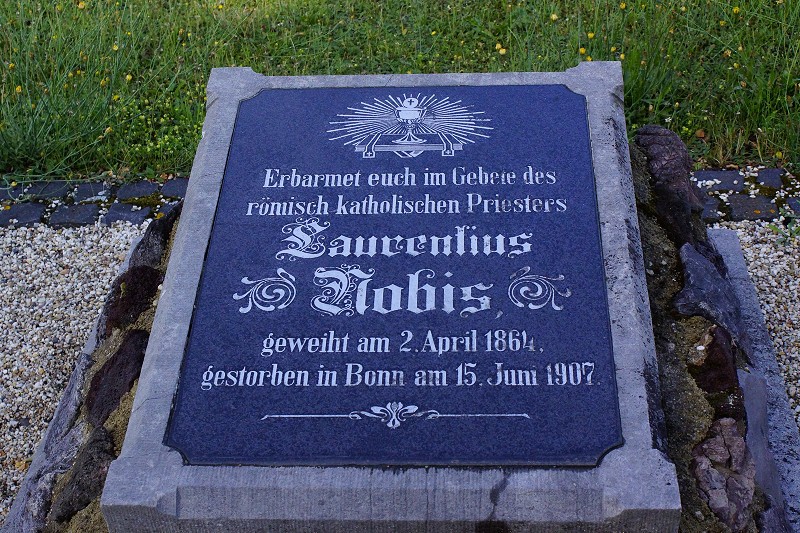 Erbarmet euch im Gebete des
römisch katholischen Priesters
Laurentius
Nobis,
geweiht am 2. April 1864,
gestorben in Bonn am 15. Juni 1907.